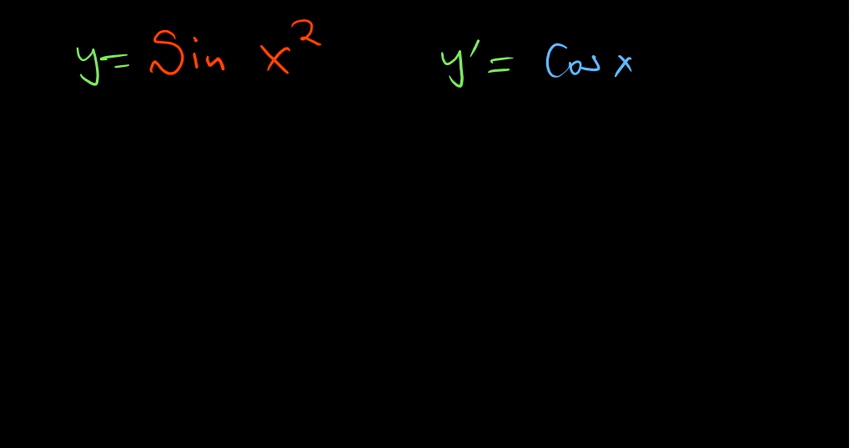 y= Sin x² y'= Cos x